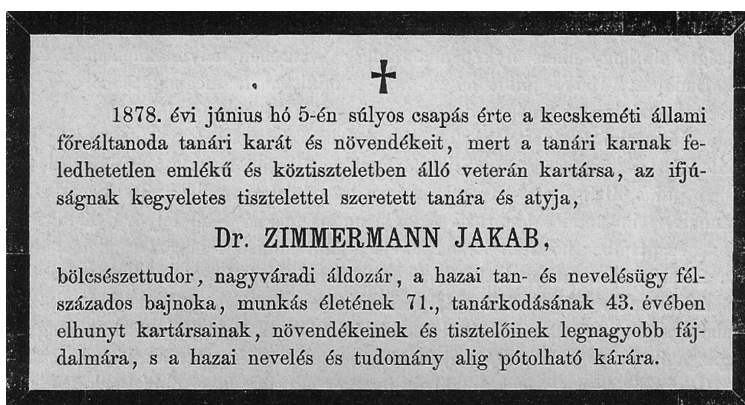 1878. évi június hó 5-én súlyos csapás érte a kecskeméti állami
főreáltanoda tanári karát és növendékeit, mert a tanári karnak fe-
ledhetetlen emlékű és köztiszteletben álló veterán kartársa, az ifjú-
ságnak kegyeletes tisztelettel szeretett tanára és atyja,
Dr. ZIMMERMANN JAKAB,
bölcsészettudor, nagyváradi áldozár, a hazai tan- és nevelésügy fél-
százados bajnoka, munkás életének 71., tanárkodásának 43. évében
elhunyt kartársainak, növendékeinek és tisztelőinek legnagyobb fáj-
dalmára, s a hazai nevelés és tudomány alig pótolható kárára.